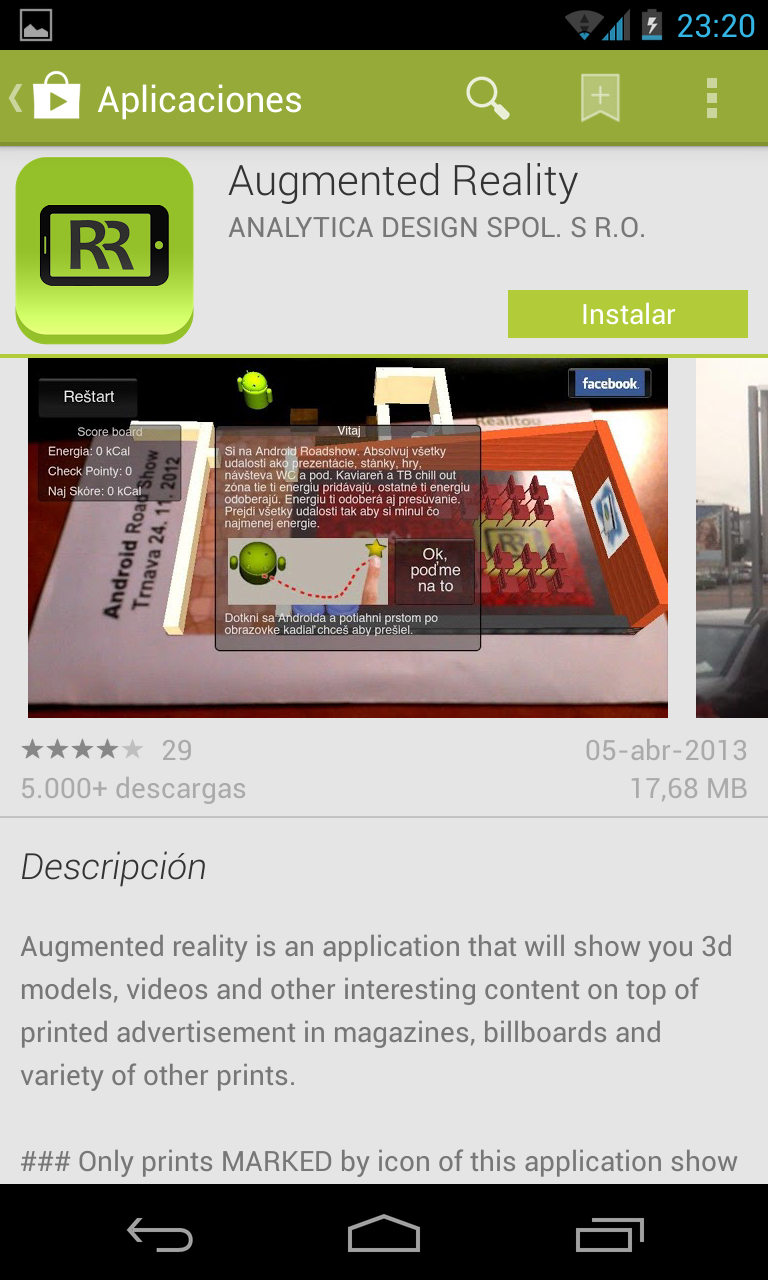 23:20
Aplicaciones
RR
Augmented Reality
ANALYTICA DESIGN SPOL. S R.O.
Instalar
Reštart
facebook.
Score board
Energia: 0 kCal
Check Pointy: 0
Naj Skóre: 0 kCal
Vitaj
Si na Android Roadshow. Absolvuj všetky
udalosti ako prezentácie, stánky, hry,
návšteva WC a pod. Kaviareň a TB chill out
zóna tie ti energiu pridávajú, ostatné ti energiu
odoberajú. Energiu ti odoberá aj presúvanie.
Prejdi všetky udalosti tak aby si minul čo
najmenej energie.
Ok,
poďme
na to
Dotkni sa Androida a potiahni prstom po
obrazovke kadiaľ chceš aby prešiel.
Android Road Show
Trnava 24. 11. 2012
Realitou
29
05-abr-2013
5.000+ descargas
17,68 MB
Descripción
Augmented reality is an application that will show you 3d
models, videos and other interesting content on top of
printed advertisement in magazines, billboards and
variety of other prints.
### Only prints MARKED by icon of this application show